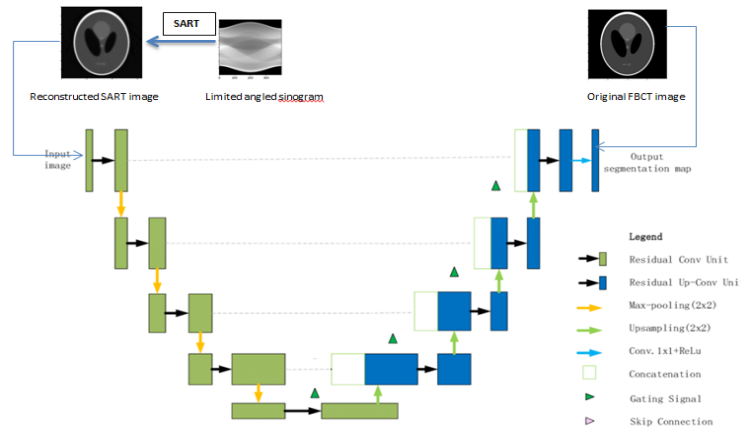 SART
Reconstructed SART image
Limited angled sinogram
Original FBCT image
Input
image
Output
segmentation map
Legend
Residual Conv Unit
Residual Up-Conv Uni
Max-pooling(2x2)
Upsampling(2x2)
Conv.1x1+ReLu
Concatenation
Gating Signal
Skip Connection